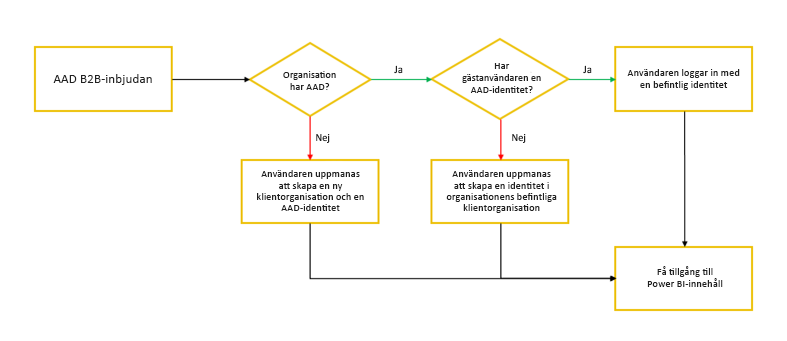 AAD B2B-inbjudan
Organisation
har AAD?
Ja
Har
gästanvändaren en
AAD-identitet?
Ja
Användaren loggar in med
en befintlig identitet
Nej
Nej
Användaren uppmanas
att skapa en ny
klientorganisation och en
AAD-identitet
Användaren uppmanas
att skapa en identitet i
organisationens befintliga
klientorganisation
Få tillgång till
Power BI-innehåll